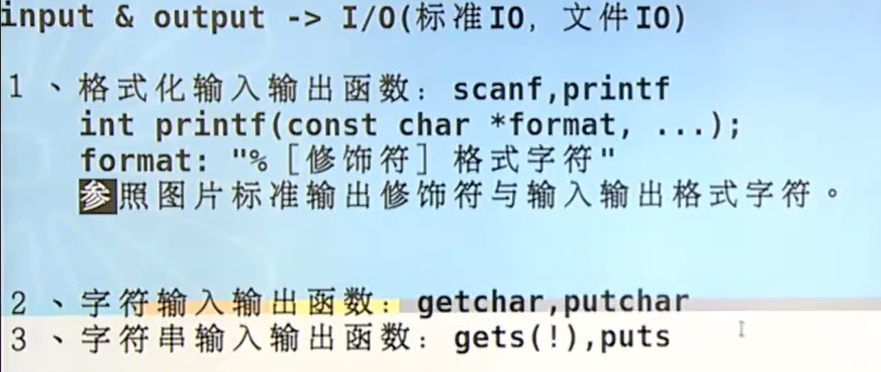 input & output -> I/O(标准IO, 文件IO)
1、格式化输入输出函数: scanf,printf
int printf(const char *format, ...);
format: "%［修饰符］格式字符"
参照图片标准输出修饰符与输入输出格式字符。
2、字符输入输出函数: getchar,putchar
3、字符串输入输出函数: gets(!),puts